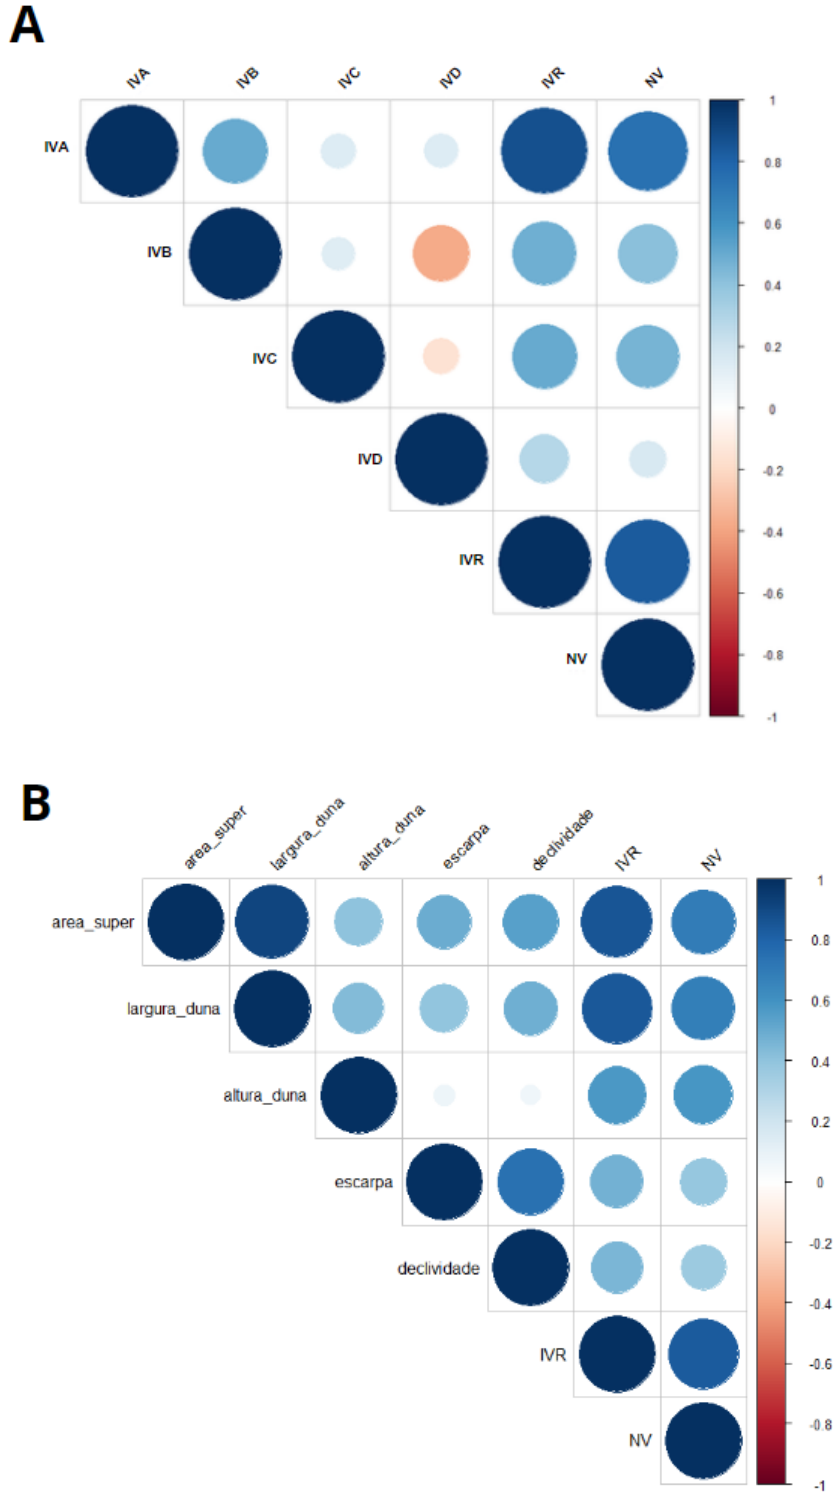 A
IVA IVB IVC IVD IVR NV
IVA
IVB
IVC
IVD
IVR
NV
1
0.8
0.6
0.4
0.2
0
-0.2
-0.4
-0.6
-0.8
-1
B
area_super largura_duna altura_duna escarpa declividade IVR NV
area_super
largura_duna
altura_duna
escarpa
declividade
IVR
NV
1
0.8
0.6
0.4
0.2
0
-0.2
-0.4
-0.6
-0.8
-1